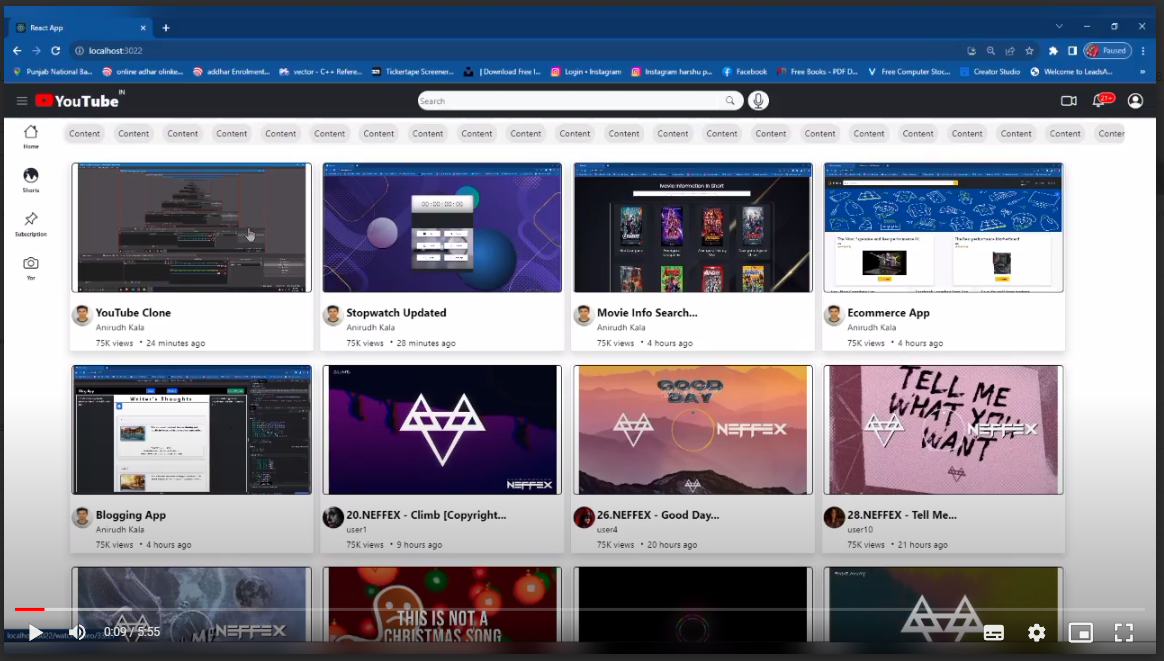 React App
localhost:3022
Paused
Punjab National Ba...
online adhar olinke...
addhar Enrolment...
vector - C++ Refere...
Tickertape Screener...
| Download Free I...
Login • Instagram
Instagram harshu p...
Facebook
Free Books - PDF D...
Free Computer Stoc...
Creator Studio
Welcome to LeadsA...
»
YouTube IN
Search
21+
Content Content Content Content Content Content Content Content Content Content Content Content Content Content Content Content Content Content Content Content Content Conter
Home
Shorts
Subscription
You
00:00:00:00
Movie Information In Short
YouTube Clone
Anirudh Kala
75K views • 24 minutes ago
Stopwatch Updated
Anirudh Kala
75K views • 28 minutes ago
Movie Info Search...
Anirudh Kala
75K views • 4 hours ago
Ecommerce App
Anirudh Kala
75K views • 4 hours ago
Blog App
Writer's Thoughts
NEFFEX
GOOD DAY
NEFFEX
TELL ME
WHAT YOU
WANT
NEFFEX
Blogging App
Anirudh Kala
75K views • 4 hours ago
20.NEFFEX - Climb [Copyright...
user1
75K views • 9 hours ago
26.NEFFEX - Good Day...
user4
75K views • 20 hours ago
28.NEFFEX - Tell Me...
user10
75K views • 21 hours ago
NEFFEX
THIS IS NOT A
CHRISTMAS SONG
0:09 / 5:55